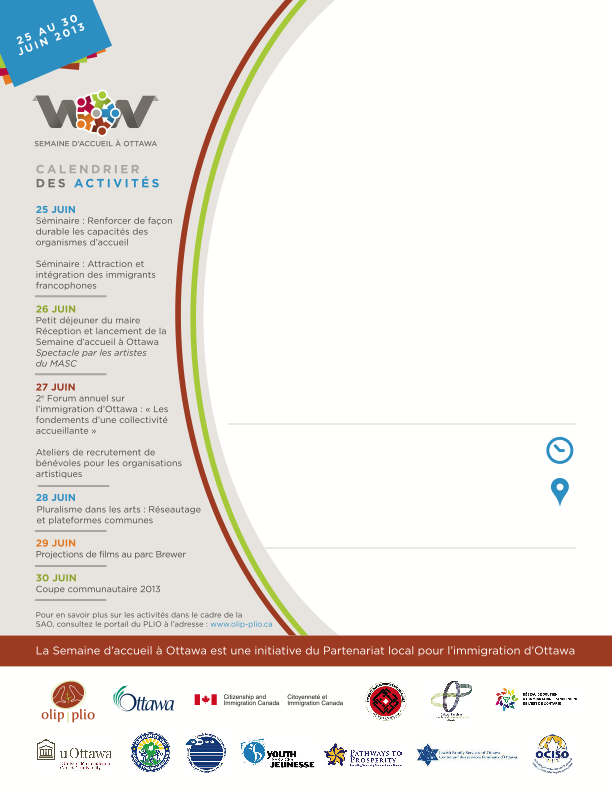 25 AU 30
JUIN 2013
WOW
SEMAINE D'ACCUEIL À OTTAWA
CALENDRIER
DES ACTIVITÉS
25 JUIN
Séminaire : Renforcer de façon
durable les capacités des
organismes d'accueil
Séminaire : Attraction et
intégration des immigrants
francophones
26 JUIN
Petit déjeuner du maire
Réception et lancement de la
Semaine d'accueil à Ottawa
Spectacle par les artistes
du MASC
27 JUIN
2e Forum annuel sur
l'immigration d'Ottawa : « Les
fondements d'une collectivité
accueillante »
Ateliers de recrutement de
bénévoles pour les organisations
artistiques
28 JUIN
Pluralisme dans les arts : Réseautage
et plateformes communes
29 JUIN
Projections de films au parc Brewer
30 JUIN
Coupe communautaire 2013
Pour en savoir plus sur les activités dans le cadre de la
SAO, consultez le portail du PLIO à l'adresse : www.olip-plio.ca
La Semaine d'accueil à Ottawa est une initiative du Partenariat local pour l'immigration d'Ottawa
olip plio
Ottawa
Citizenship and Immigration Canada
Citoyenneté et Immigration Canada
uOttawa
YOUTH
JEUNESSE
PATHWAYS TO
PROSPERITY
Jewish Family Services of Ottawa
OCISO